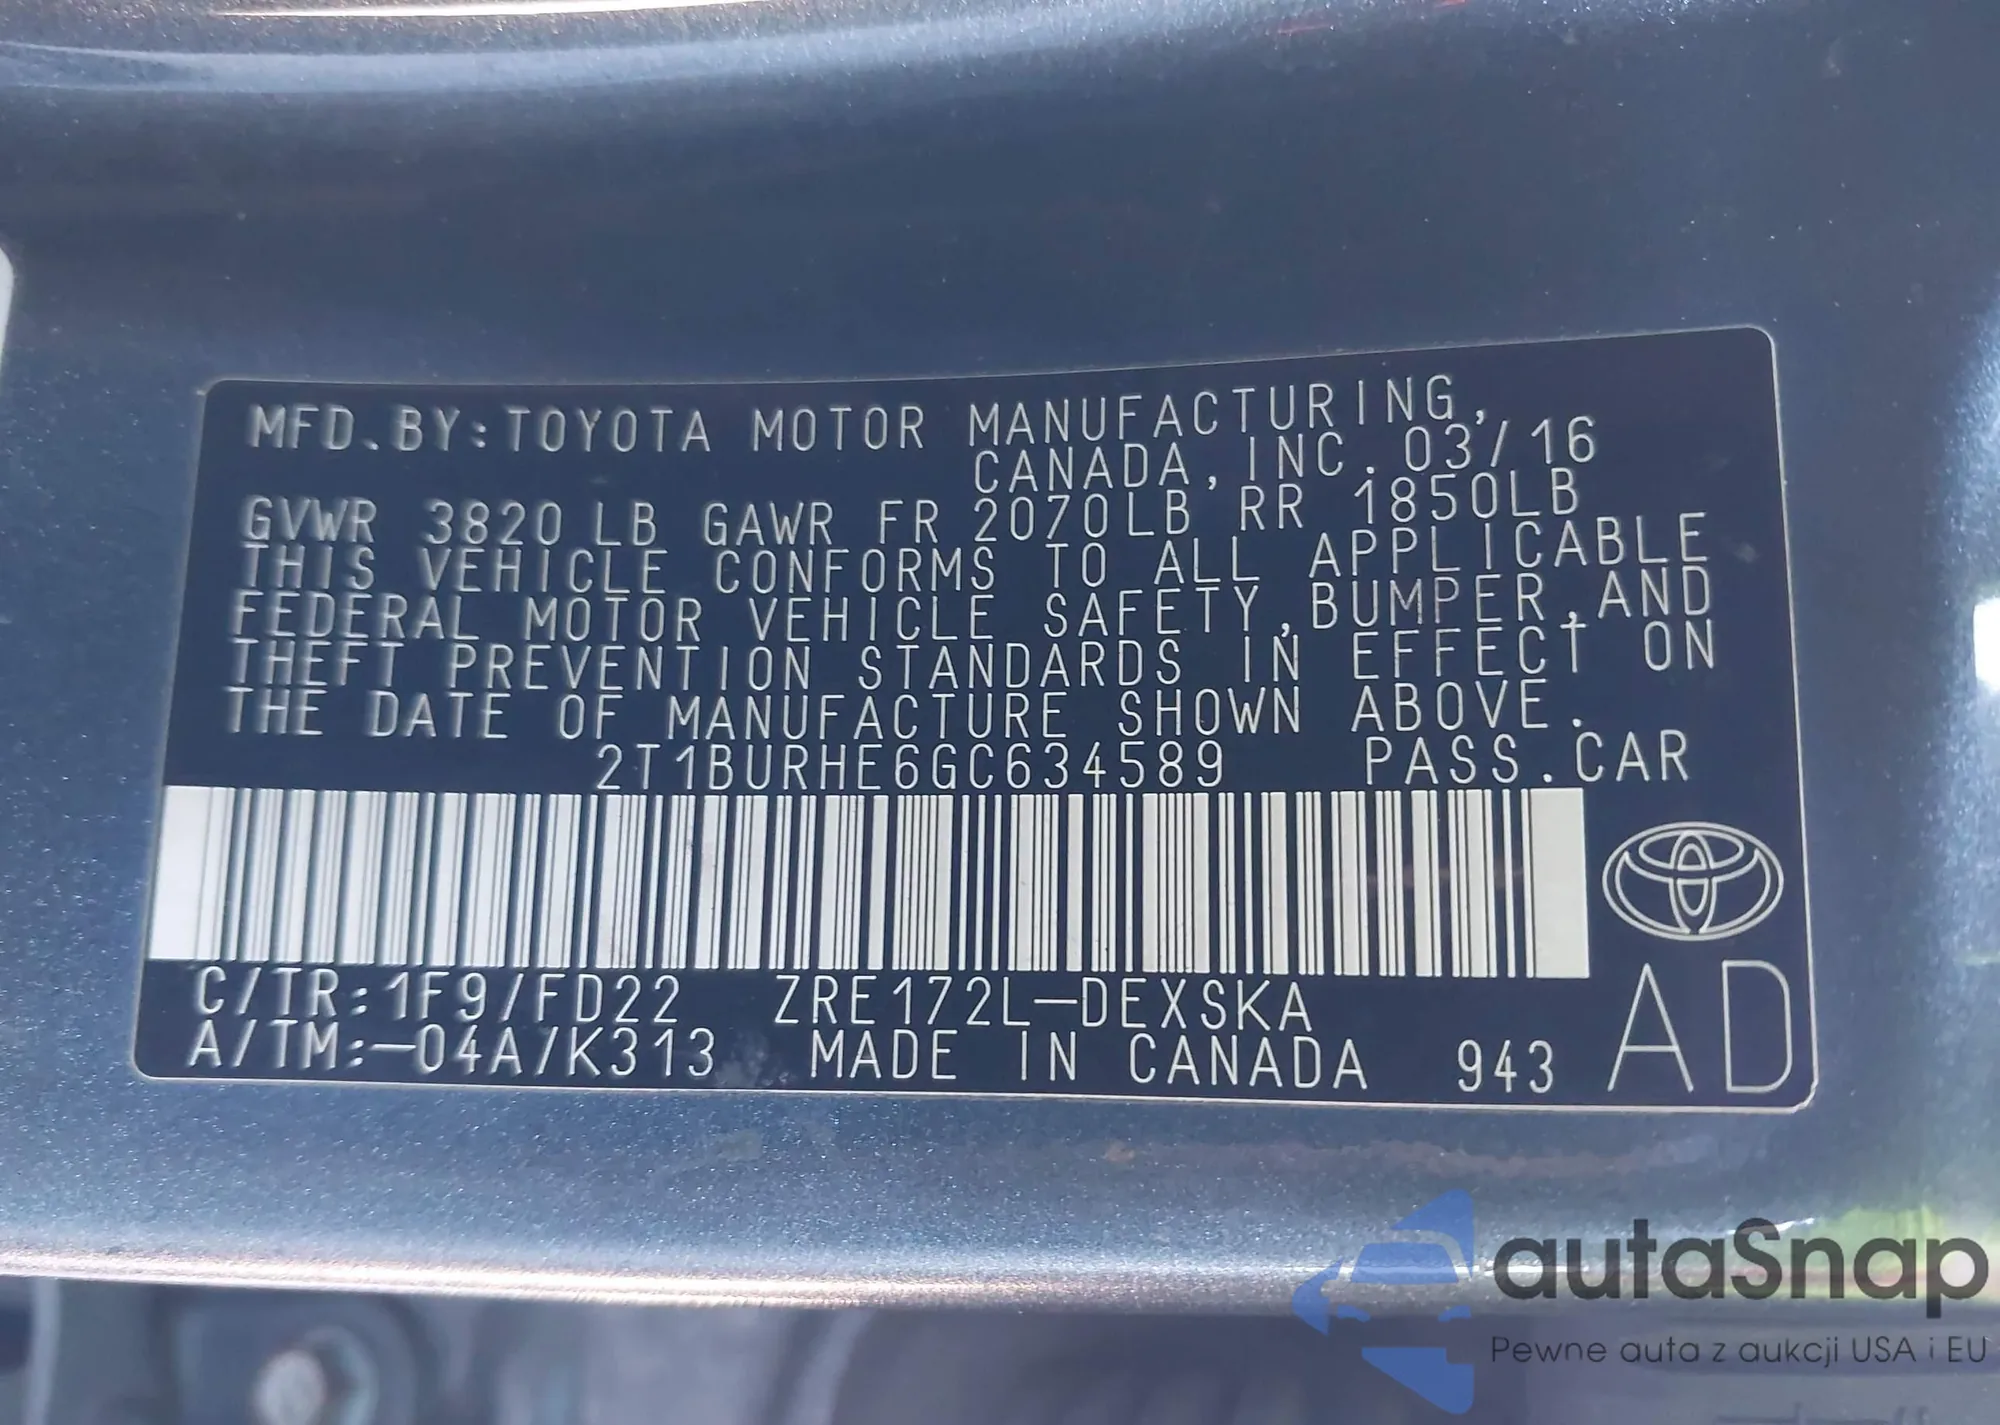 MFD.BY:TOYOTA MOTOR MANUFACTURING,
CANADA,INC. 03/16
GVWR 3820 LB GAWR FR 2070LB RR 1850LB
THIS VEHICLE CONFORMS TO ALL APPLICABLE
FEDERAL MOTOR VEHICLE SAFETY,BUMPER,AND
THEFT PREVENTION STANDARDS IN EFFECT ON
THE DATE OF MANUFACTURE SHOWN ABOVE.
2T1BURHE6GC634589 PASS.CAR
C/TR:1F9/FD22 ZRE172L-DEXSKA
A/TM:-04A/K313 MADE IN CANADA 943
AD
autaSnap
Pewne auta z aukcji USA i EU